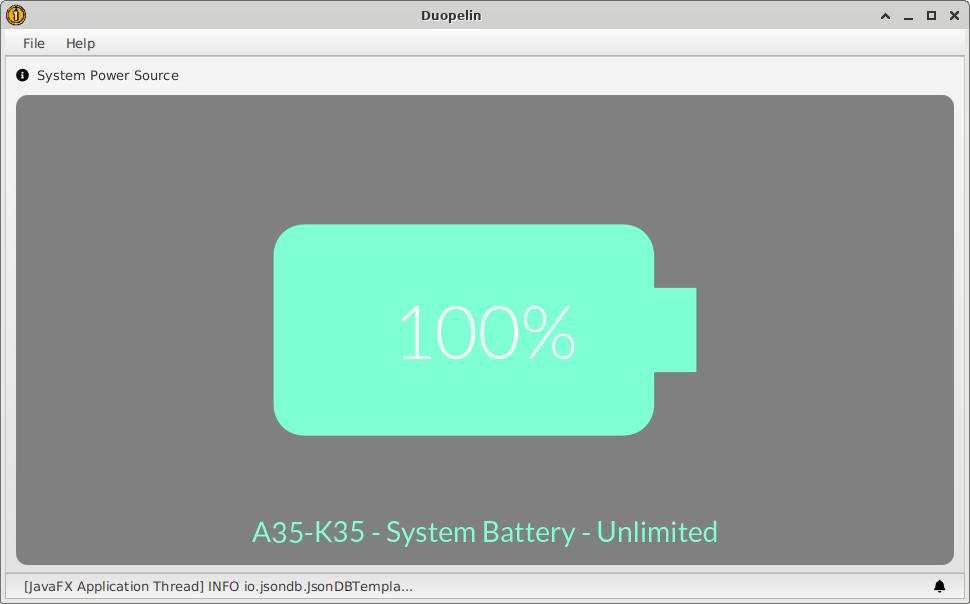 Duopelin
File Help
System Power Source
100%
A35-K35 - System Battery - Unlimited
[JavaFX Application Thread] INFO io.jsondb.JsonDBTempla...